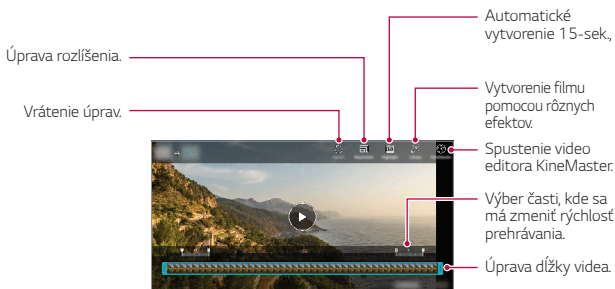 Automatické
vytvorenie 15-sek.,
Úprava rozlíšenia.
Vytvorenie filmu
pomocou rôznych
efektov.
Vrátenie úprav.
Spustenie video
editora KineMaster.
Výber časti, kde sa
má zmeniť rýchlosť
prehrávania.
Úprava dĺžky videa.